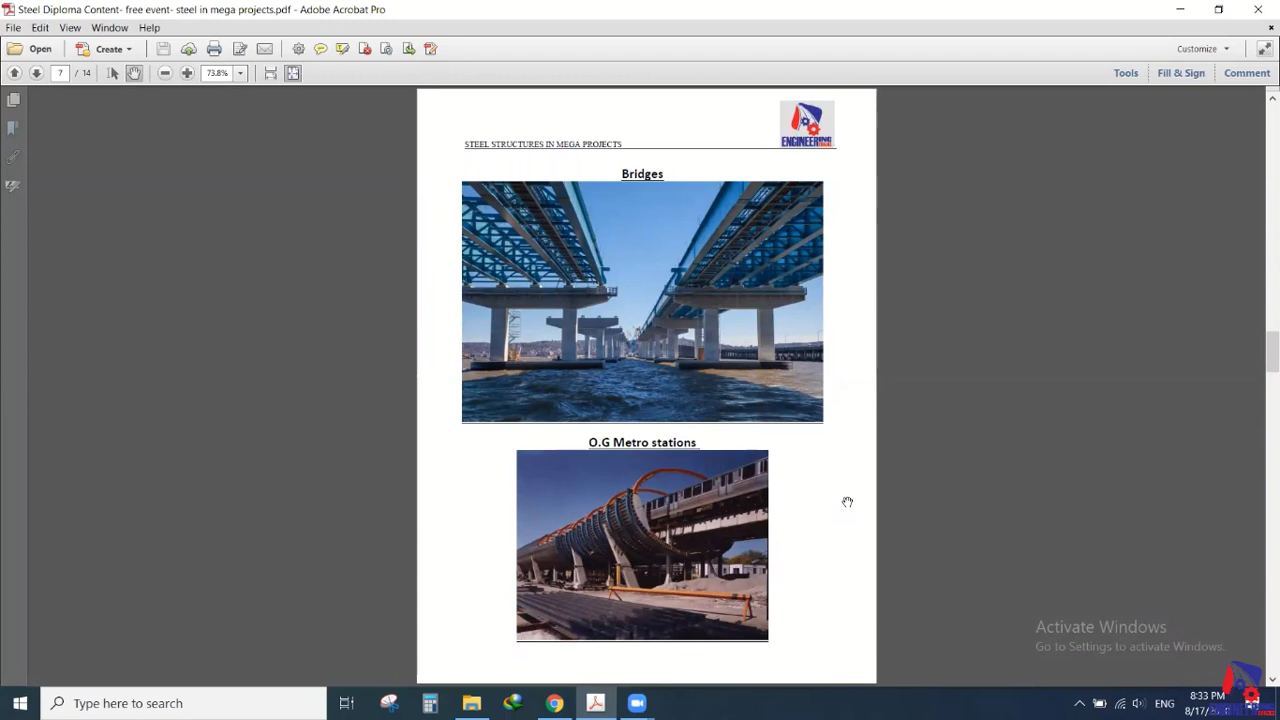 Steel Diploma Content- free event- steel in mega projects.pdf - Adobe Acrobat Pro
File Edit View Window Help
Open Create Customize
7 / 14 73.8% Tools Fill & Sign Comment
ENGINEERING
STEEL STRUCTURES IN MEGA PROJECTS
Bridges
O.G Metro stations
Activate Windows
Go to Settings to activate Windows.
Type here to search
ENG
8:33 PM
8/17/